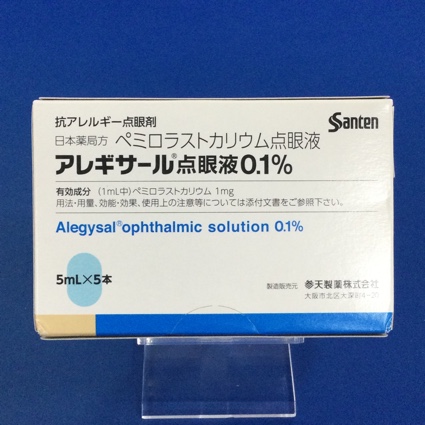 抗アレルギー点眼剤
Santen
日本薬局方 ペミロラストカリウム点眼液
アレギサール®点眼液0.1%
有効成分 (1mL中)ペミロラストカリウム 1mg
用法・用量、効能・効果、使用上の注意等については添付文書をご参照下さい。
Alegysal®ophthalmic solution 0.1%
5mL×5本
製造販売元 参天製薬株式会社
大阪市北区大深町4-20